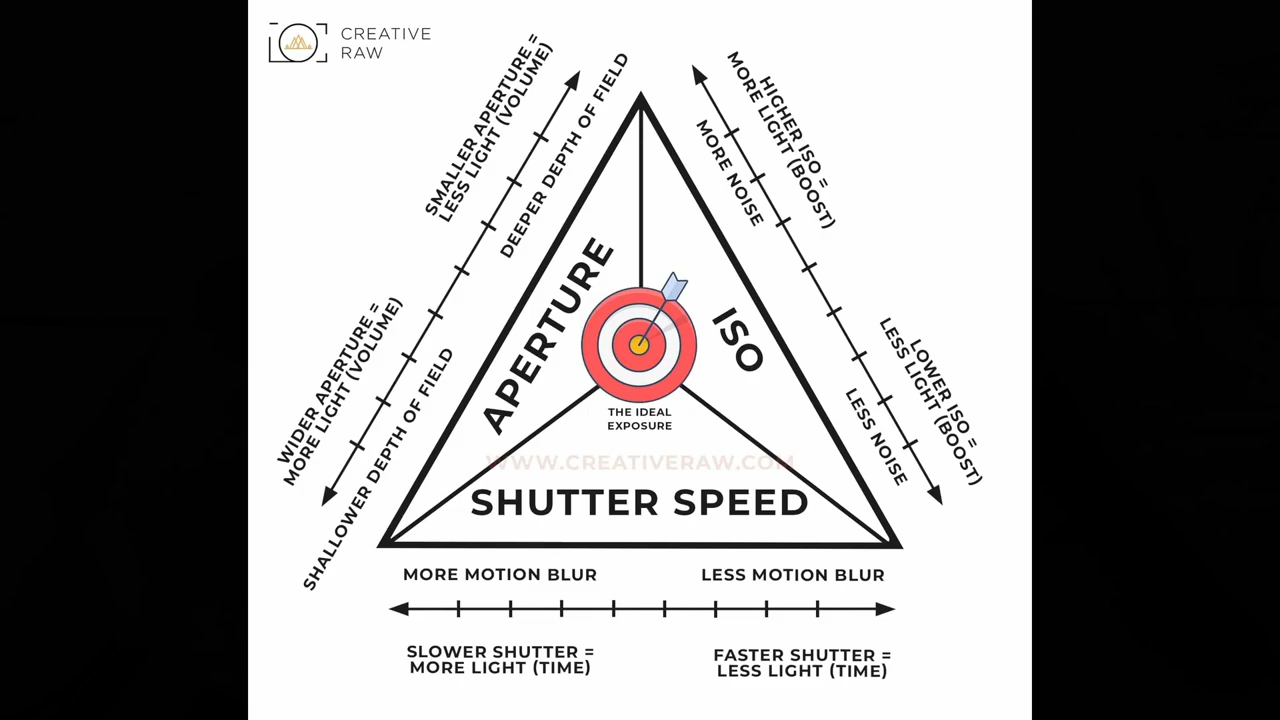 CREATIVE
RAW
SMALLER APERTURE =
LESS LIGHT (VOLUME)
DEEPER DEPTH OF FIELD
HIGHER ISO =
MORE LIGHT (BOOST)
MORE NOISE
WIDER APERTURE =
MORE LIGHT (VOLUME)
SHALLOWER DEPTH OF FIELD
LOWER ISO =
LESS LIGHT (BOOST)
LESS NOISE
APERTURE
ISO
THE IDEAL
EXPOSURE
WWW.CREATIVERAW.COM
SHUTTER SPEED
MORE MOTION BLUR
LESS MOTION BLUR
SLOWER SHUTTER =
MORE LIGHT (TIME)
FASTER SHUTTER =
LESS LIGHT (TIME)